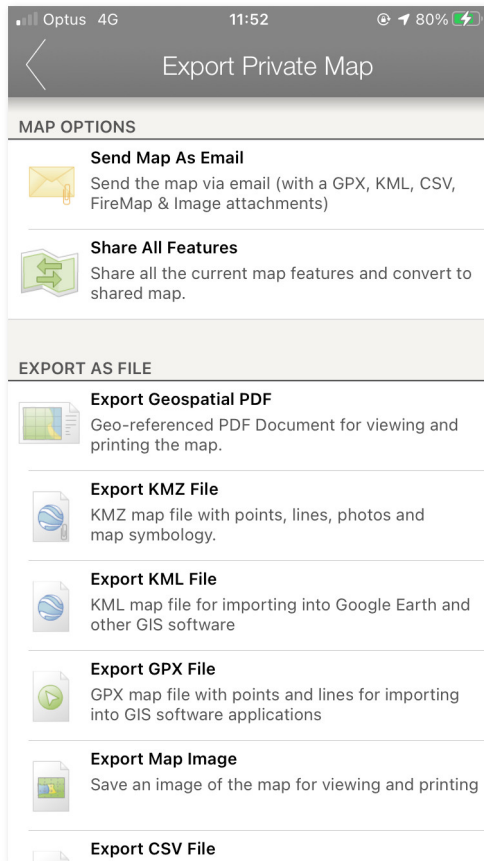 Optus 4G 11:52 80%
Export Private Map
MAP OPTIONS
Send Map As Email
Send the map via email (with a GPX, KML, CSV,
FireMap & Image attachments)
Share All Features
Share all the current map features and convert to
shared map.
EXPORT AS FILE
Export Geospatial PDF
Geo-referenced PDF Document for viewing and
printing the map.
Export KMZ File
KMZ map file with points, lines, photos and
map symbology.
Export KML File
KML map file for importing into Google Earth and
other GIS software
Export GPX File
GPX map file with points and lines for importing
into GIS software applications
Export Map Image
Save an image of the map for viewing and printing
Export CSV File